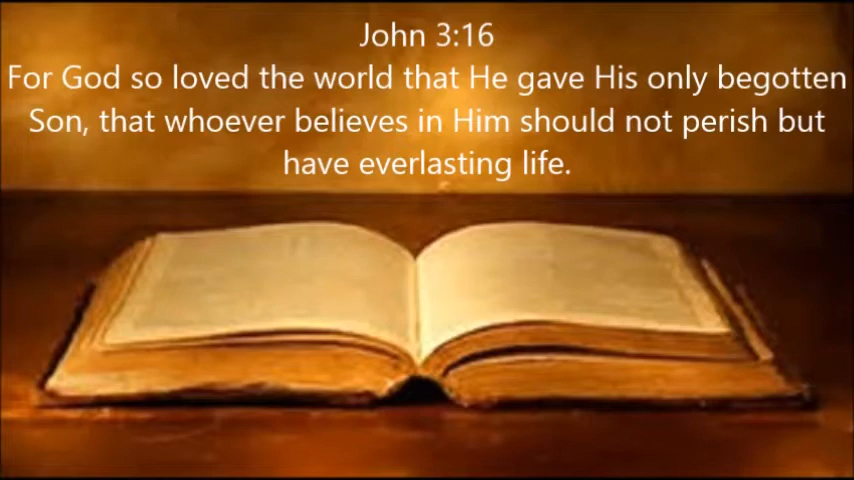 John 3:16
For God so loved the world that He gave His only begotten
Son, that whoever believes in Him should not perish but
have everlasting life.